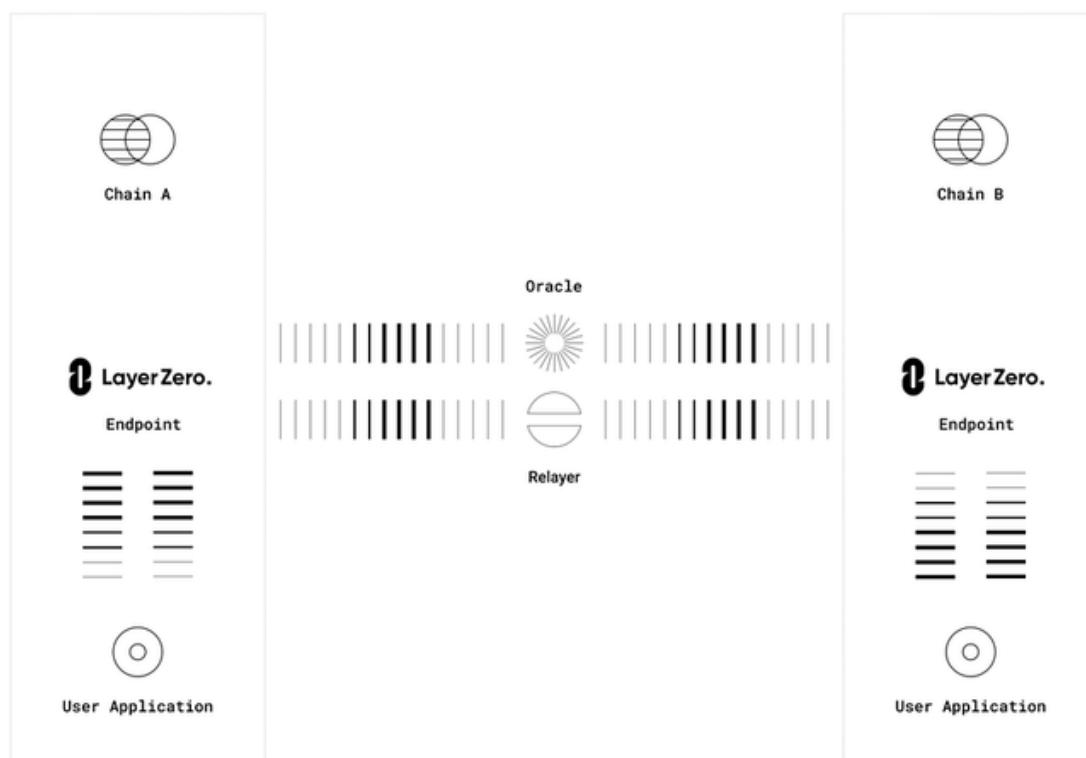 Chain A
LayerZero.
Endpoint
User Application
Oracle
Relayer
Chain B
LayerZero.
Endpoint
User Application